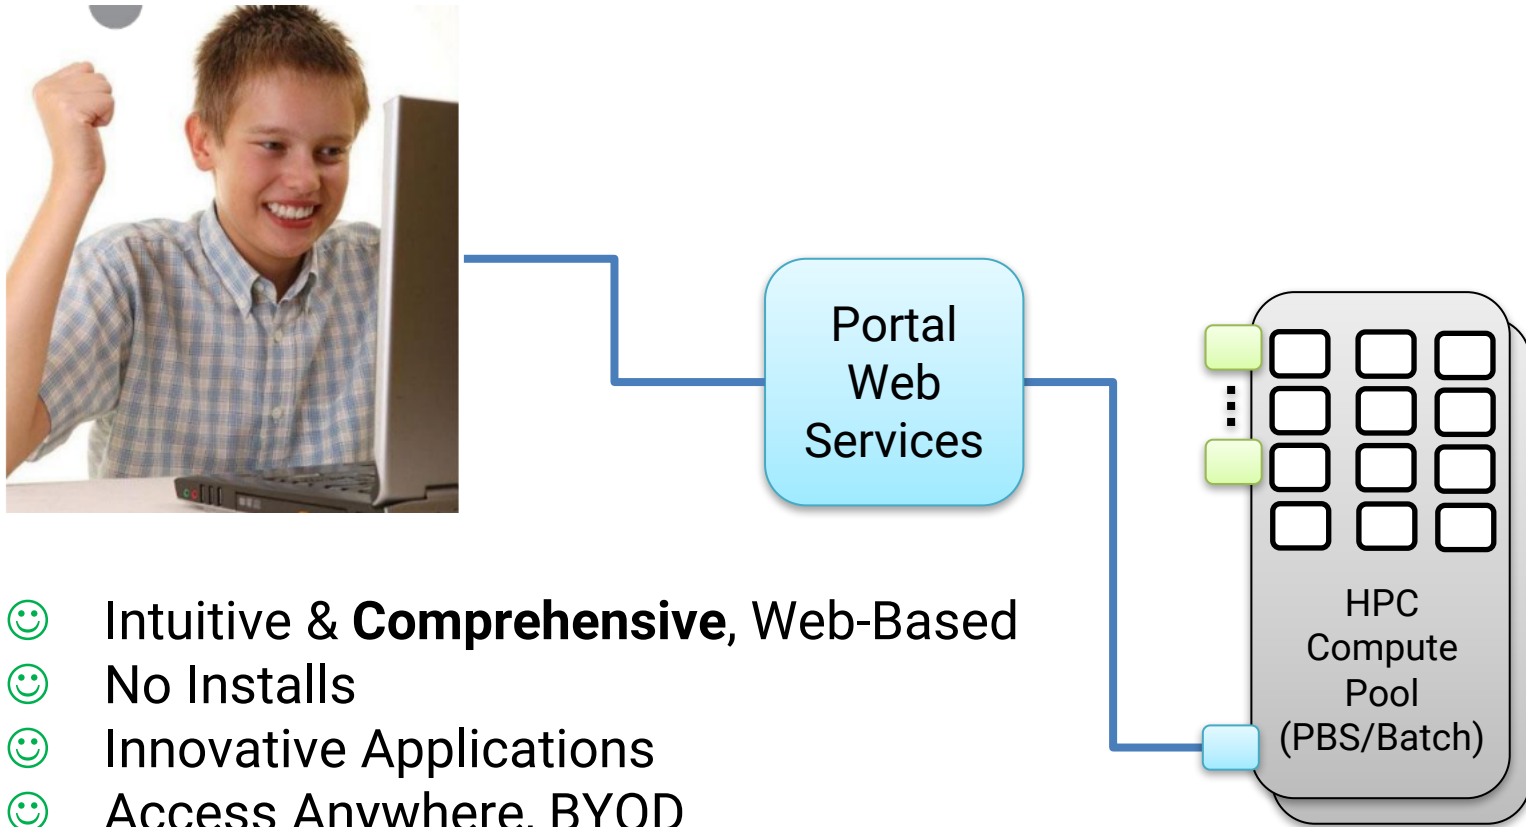 Portal
Web
Services
HPC
Compute
Pool
(PBS/Batch)
Intuitive & Comprehensive, Web-Based
No Installs
Innovative Applications
Access Anywhere, BYOD